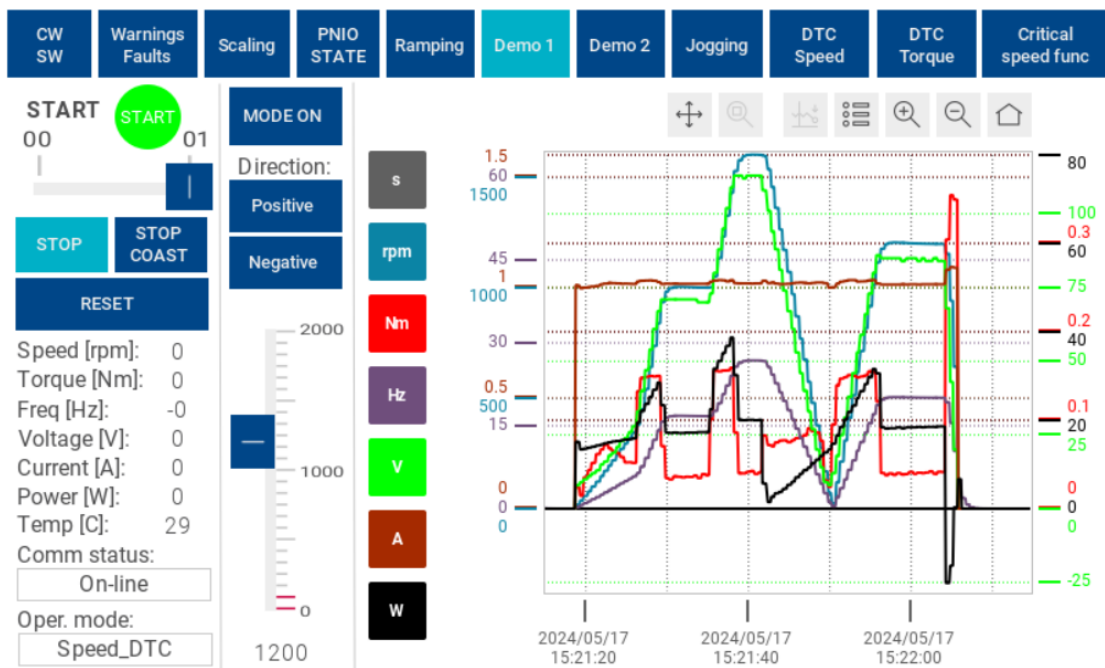 CW
SW
Warnings
Faults
Scaling
PNIO
STATE
Ramping
Demo 1
Demo 2
Jogging
DTC
Speed
DTC
Torque
Critical
speed func
START
START
00
01
STOP
STOP
COAST
RESET
Speed [rpm]: 0
Torque [Nm]: 0
Freq [Hz]: -0
Voltage [V]: 0
Current [A]: 0
Power [W]: 0
Temp [C]: 29
Comm status:
On-line
Oper. mode:
Speed_DTC
MODE ON
Direction:
Positive
Negative
2000
1000
0
1200
s
rpm
Nm
Hz
V
A
W
1.5
60
1500
45
1
1000
30
0.5
500
15
0
0
0
80
100
0.3
60
75
0.2
40
50
0.1
20
25
0
0
0
-25
2024/05/17
15:21:20
2024/05/17
15:21:40
2024/05/17
15:22:00